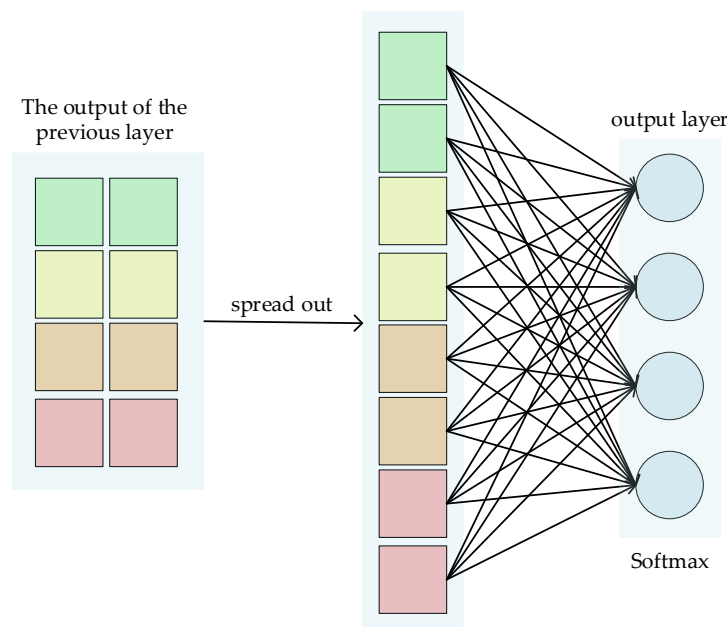 The output of the
previous layer
spread out
output layer
Softmax